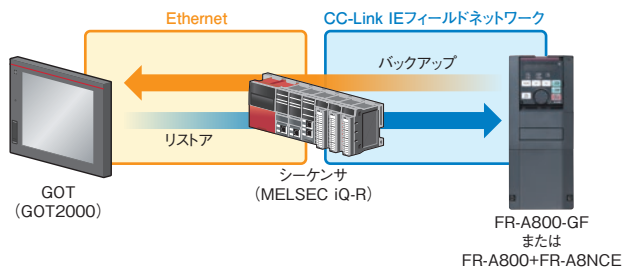 Ethernet
CC-Link IEフィールドネットワーク
バックアップ
リストア
シーケンサ
(MELSEC iQ-R)
GOT
(GOT2000)
FR-A800-GF
または
FR-A800+FR-A8NCE